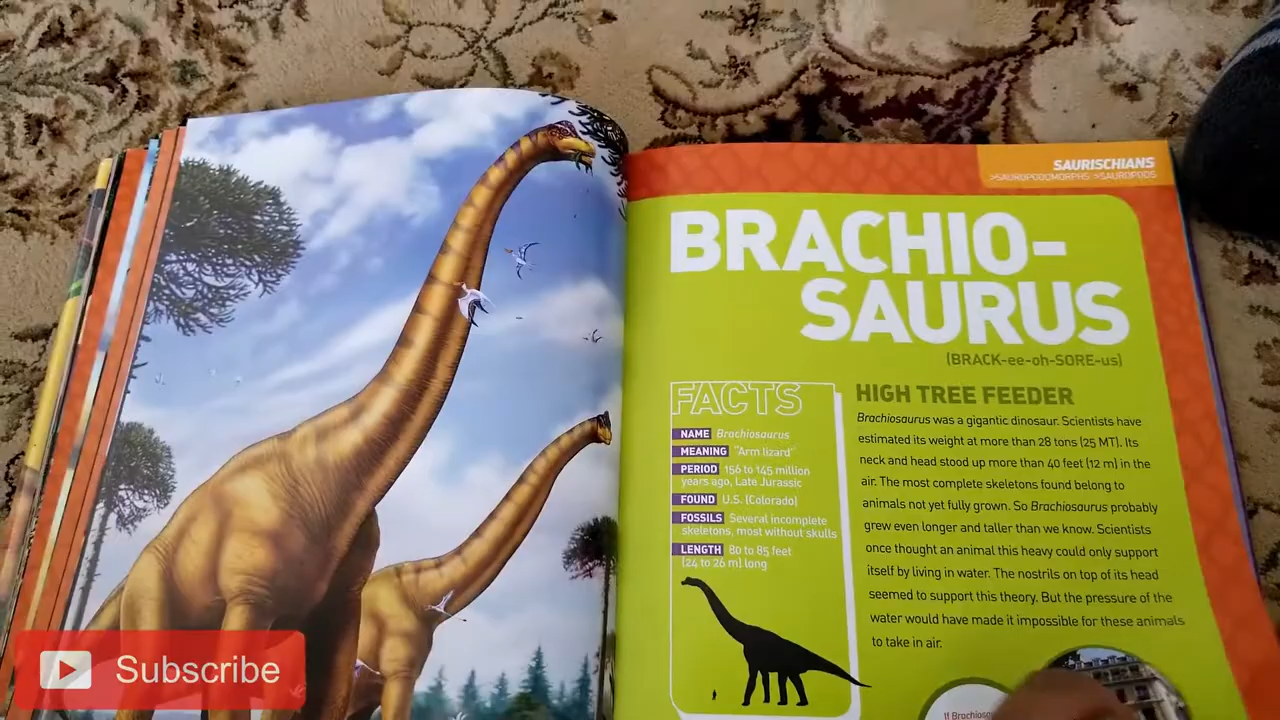 SAURISCHIANS
>SAUROPODOMORPHS >SAUROPODS
BRACHIO-
SAURUS
(BRACK-ee-oh-SORE-us)
FACTS
NAME Brachiosaurus
MEANING "Arm lizard"
PERIOD 156 to 145 million
years ago, Late Jurassic
FOUND U.S. (Colorado)
FOSSILS Several incomplete
skeletons, most without skulls
LENGTH 80 to 85 feet
(24 to 26 m) long
HIGH TREE FEEDER
Brachiosaurus was a gigantic dinosaur. Scientists have
estimated its weight at more than 28 tons (25 MT). Its
neck and head stood up more than 40 feet (12 m) in the
air. The most complete skeletons found belong to
animals not yet fully grown. So Brachiosaurus probably
grew even longer and taller than we know. Scientists
once thought an animal this heavy could only support
itself by living in water. The nostrils on top of its head
seemed to support this theory. But the pressure of the
water would have made it impossible for these animals
to take in air.
If
Subscribe